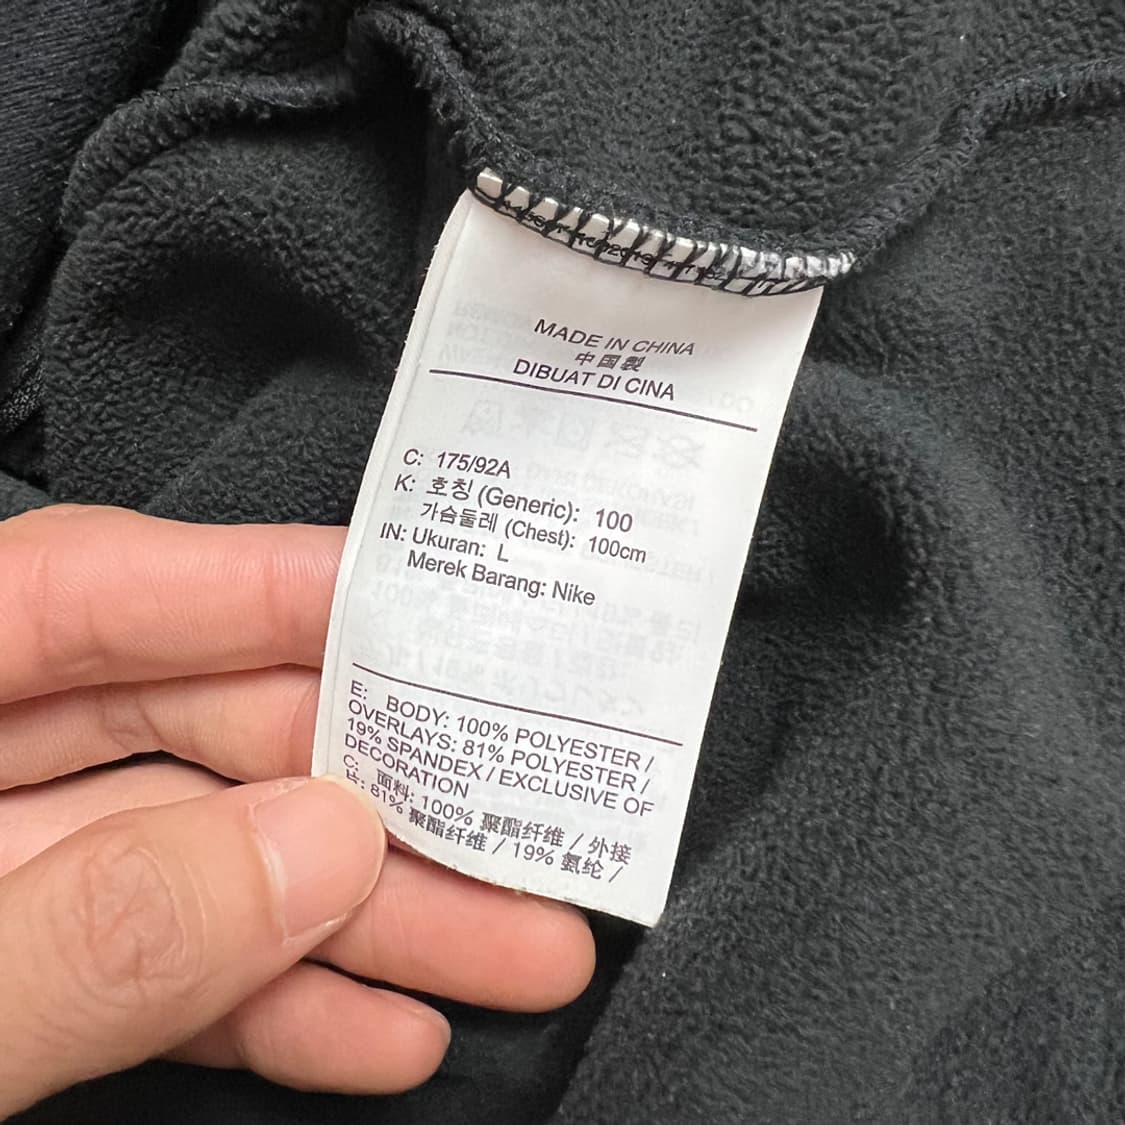 MADE IN CHINA
中国製
DIBUAT DI CINA
C: 175/92A
K: 호칭 (Generic): 100
가슴둘레 (Chest): 100cm
IN: Ukuran: L
Merek Barang: Nike
E: BODY: 100% POLYESTER /
OVERLAYS: 81% POLYESTER /
19% SPANDEX / EXCLUSIVE OF
DECORATION
C: 面料: 100% 聚酯纤维 / 外接
片: 81% 聚酯纤维 / 19% 氨纶 /